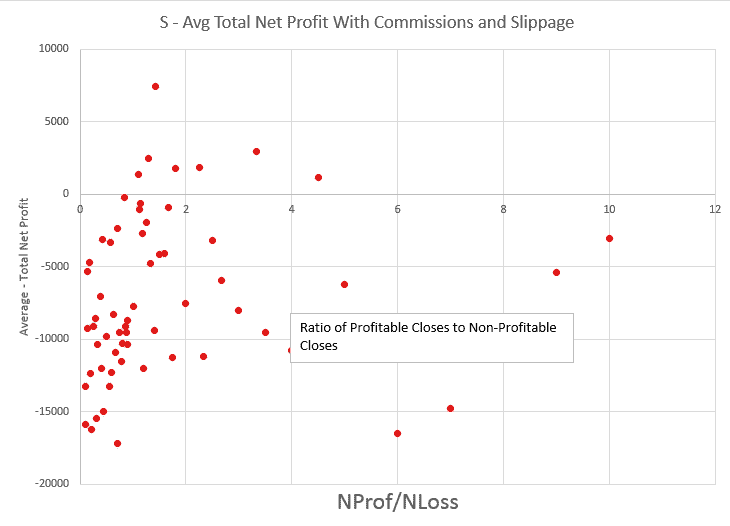 S - Avg Total Net Profit With Commissions and Slippage
10000
5000
0
-5000
-10000
-15000
-20000
Average - Total Net Profit
0
2
4
6
8
10
12
Ratio of Profitable Closes to Non-Profitable
Closes
NProf/NLoss